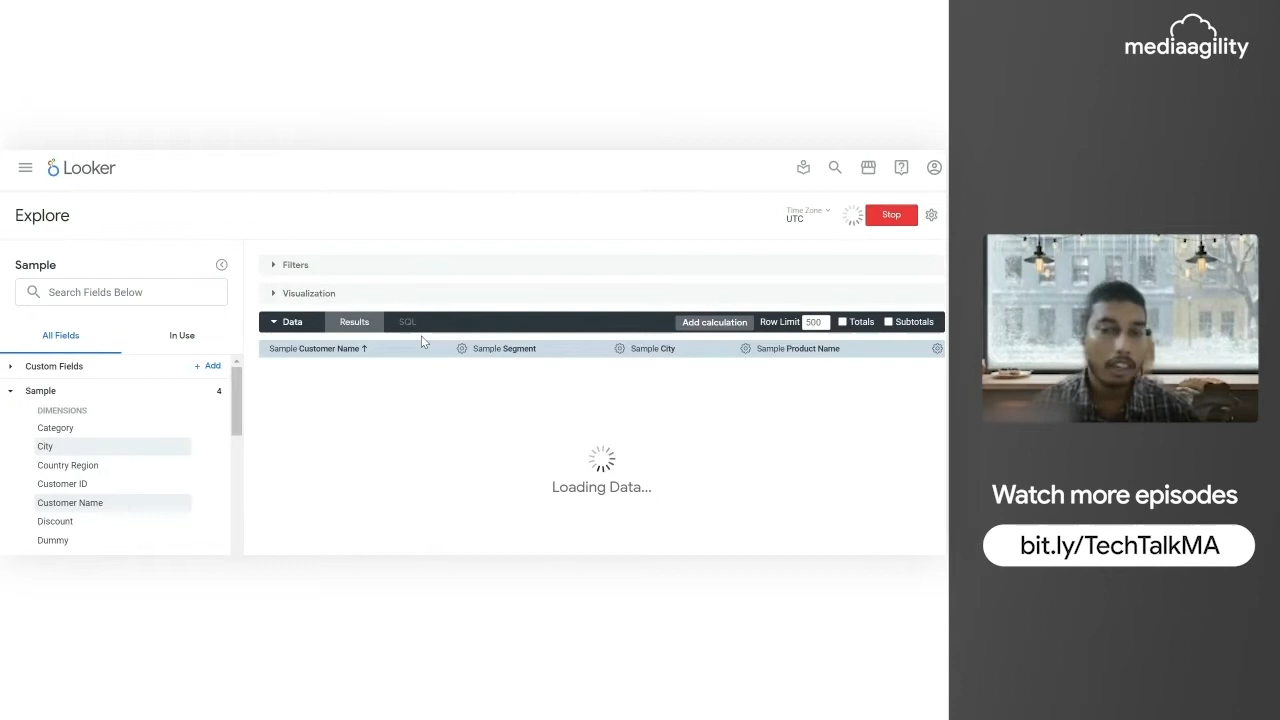 mediaagility
Looker
Explore
Time Zone
UTC
Stop
Sample
Search Fields Below
All Fields
In Use
Custom Fields
+ Add
Sample
4
DIMENSIONS
Category
City
Country Region
Customer ID
Customer Name
Discount
Dummy
Filters
Visualization
Data
Results
SQL
Add calculation
Row Limit
500
Totals
Subtotals
Sample Customer Name ↑
Sample Segment
Sample City
Sample Product Name
Loading Data...
Watch more episodes
bit.ly/TechTalkMA